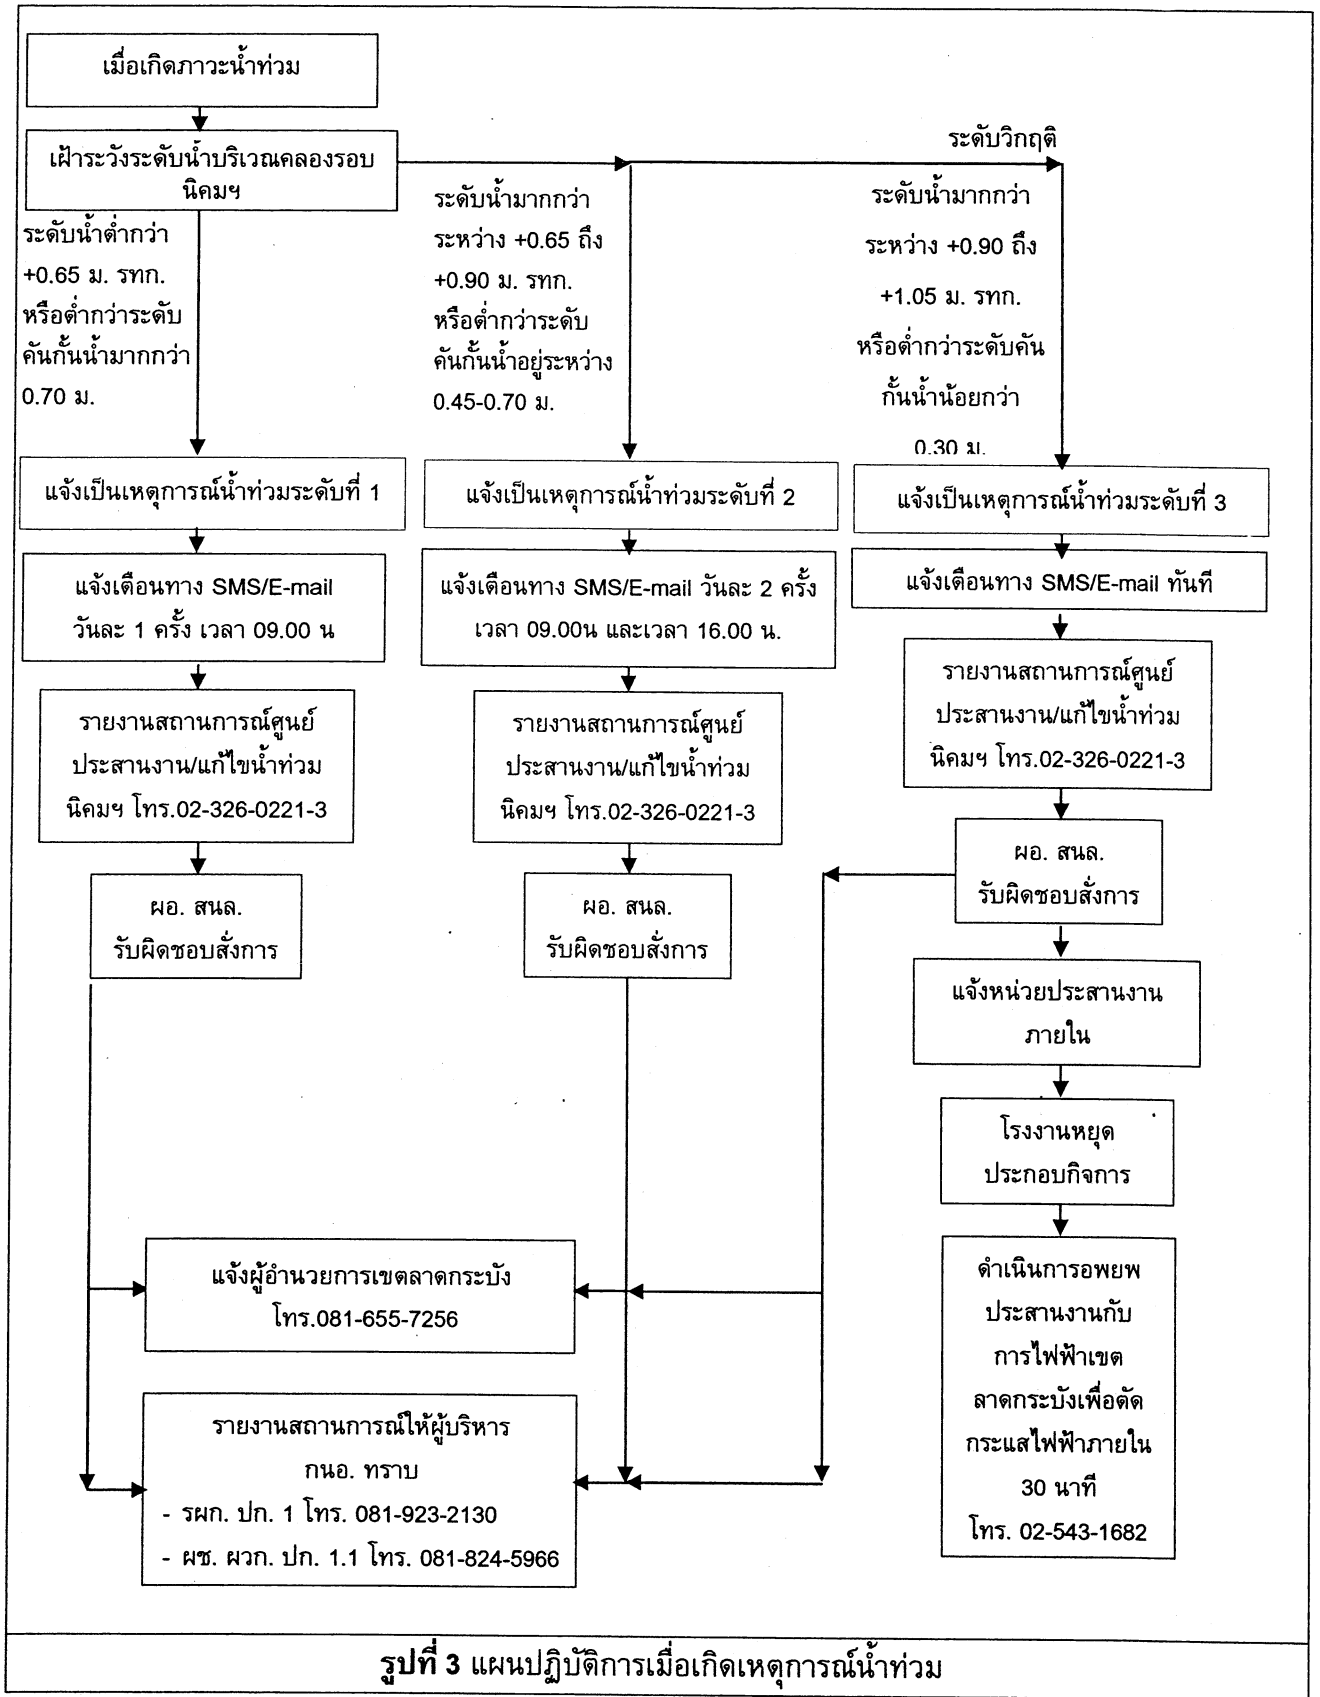 เมื่อเกิดภาวะน้ำท่วม
เฝ้าระวังระดับน้ำบริเวณคลองรอบ
นิคมฯ
ระดับวิกฤติ
ระดับน้ำต่ำกว่า
+0.65 ม. รทก.
หรือต่ำกว่าระดับ
คันกั้นน้ำมากกว่า
0.70 ม.
ระดับน้ำมากกว่า
ระหว่าง +0.65 ถึง
+0.90 ม. รทก.
หรือต่ำกว่าระดับ
คันกั้นน้ำอยู่ระหว่าง
0.45-0.70 ม.
ระดับน้ำมากกว่า
ระหว่าง +0.90 ถึง
+1.05 ม. รทก.
หรือต่ำกว่าระดับคัน
กั้นน้ำน้อยกว่า
0.30 ม.
แจ้งเป็นเหตุการณ์น้ำท่วมระดับที่ 1
แจ้งเตือนทาง SMS/E-mail
วันละ 1 ครั้ง เวลา 09.00 น
รายงานสถานการณ์ศูนย์
ประสานงาน/แก้ไขน้ำท่วม
นิคมฯ โทร.02-326-0221-3
ผอ. สนล.
รับผิดชอบสั่งการ
แจ้งเป็นเหตุการณ์น้ำท่วมระดับที่ 2
แจ้งเตือนทาง SMS/E-mail วันละ 2 ครั้ง
เวลา 09.00น และเวลา 16.00 น.
รายงานสถานการณ์ศูนย์
ประสานงาน/แก้ไขน้ำท่วม
นิคมฯ โทร.02-326-0221-3
ผอ. สนล.
รับผิดชอบสั่งการ
แจ้งเป็นเหตุการณ์น้ำท่วมระดับที่ 3
แจ้งเตือนทาง SMS/E-mail ทันที
รายงานสถานการณ์ศูนย์
ประสานงาน/แก้ไขน้ำท่วม
นิคมฯ โทร.02-326-0221-3
ผอ. สนล.
รับผิดชอบสั่งการ
แจ้งหน่วยประสานงาน
ภายใน
โรงงานหยุด
ประกอบกิจการ
ดำเนินการอพยพ
ประสานงานกับ
การไฟฟ้าเขต
ลาดกระบังเพื่อตัด
กระแสไฟฟ้าภายใน
30 นาที
โทร. 02-543-1682
แจ้งผู้อำนวยการเขตลาดกระบัง
โทร.081-655-7256
รายงานสถานการณ์ให้ผู้บริหาร
กนอ. ทราบ
- รผก. ปก. 1 โทร. 081-923-2130
- ผช. ผวก. ปก. 1.1 โทร. 081-824-5966
รูปที่ 3 แผนปฏิบัติการเมื่อเกิดเหตุการณ์น้ำท่วม